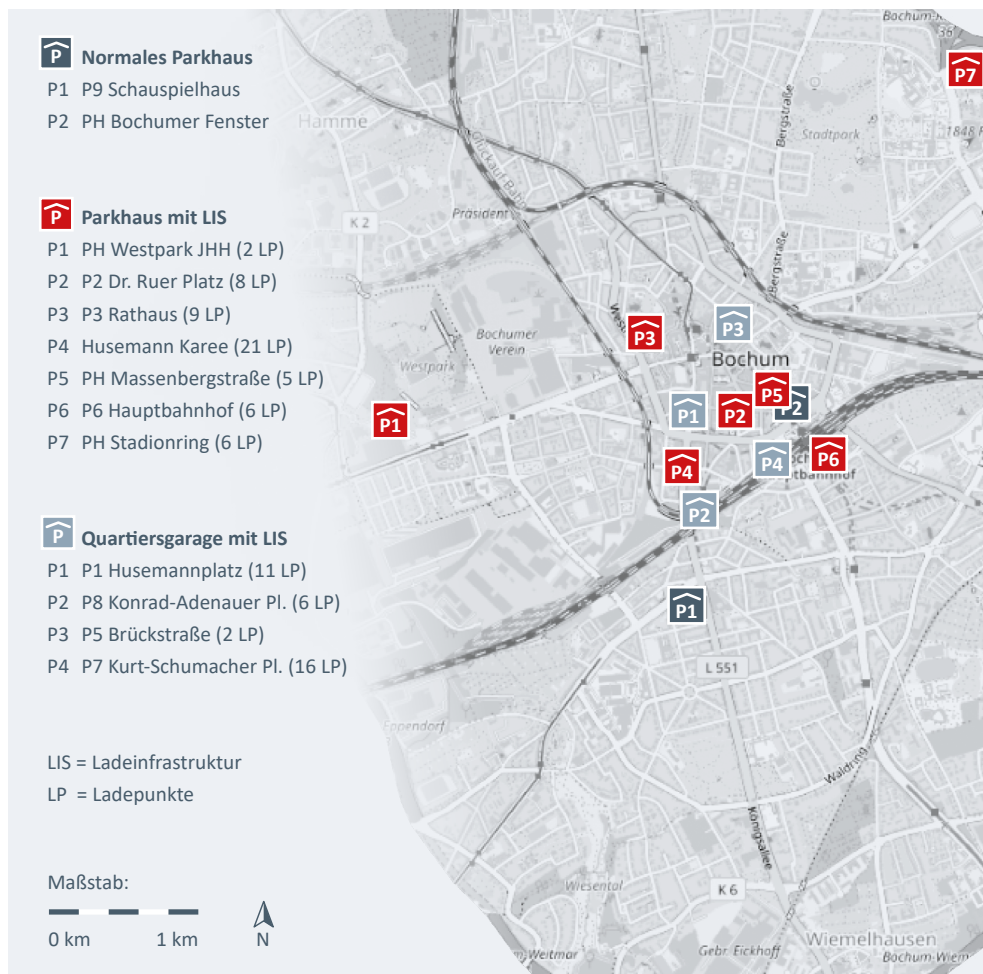 P Normales Parkhaus
P1 P9 Schauspielhaus
P2 PH Bochumer Fenster
P Parkhaus mit LIS
P1 PH Westpark JHH (2 LP)
P2 P2 Dr. Ruer Platz (8 LP)
P3 P3 Rathaus (9 LP)
P4 Husemann Karee (21 LP)
P5 PH Massenbergstraße (5 LP)
P6 P6 Hauptbahnhof (6 LP)
P7 PH Stadionring (6 LP)
P Quartiersgarage mit LIS
P1 P1 Husemannplatz (11 LP)
P2 P8 Konrad-Adenauer Pl. (6 LP)
P3 P5 Brückstraße (2 LP)
P4 P7 Kurt-Schumacher Pl. (16 LP)
LIS = Ladeinfrastruktur
LP = Ladepunkte
Maßstab:
0 km 1 km
N
Hamme
K 2
Präsident
Glückauf Bahn
Bergstraße
Stadtpark
P7
1848
Bergstraße
Bochumer
Verein
Westpark
P3
P3
Bochum
P1
P1
P2
P5
P2
P4
P4
P6
P2
P1
L 551
Eppendorf
Waldring
Königsallee
Wiesental
K 6
Weitmar
Gebr. Eickhoff
Wiemelhausen
Bochum-Wiem